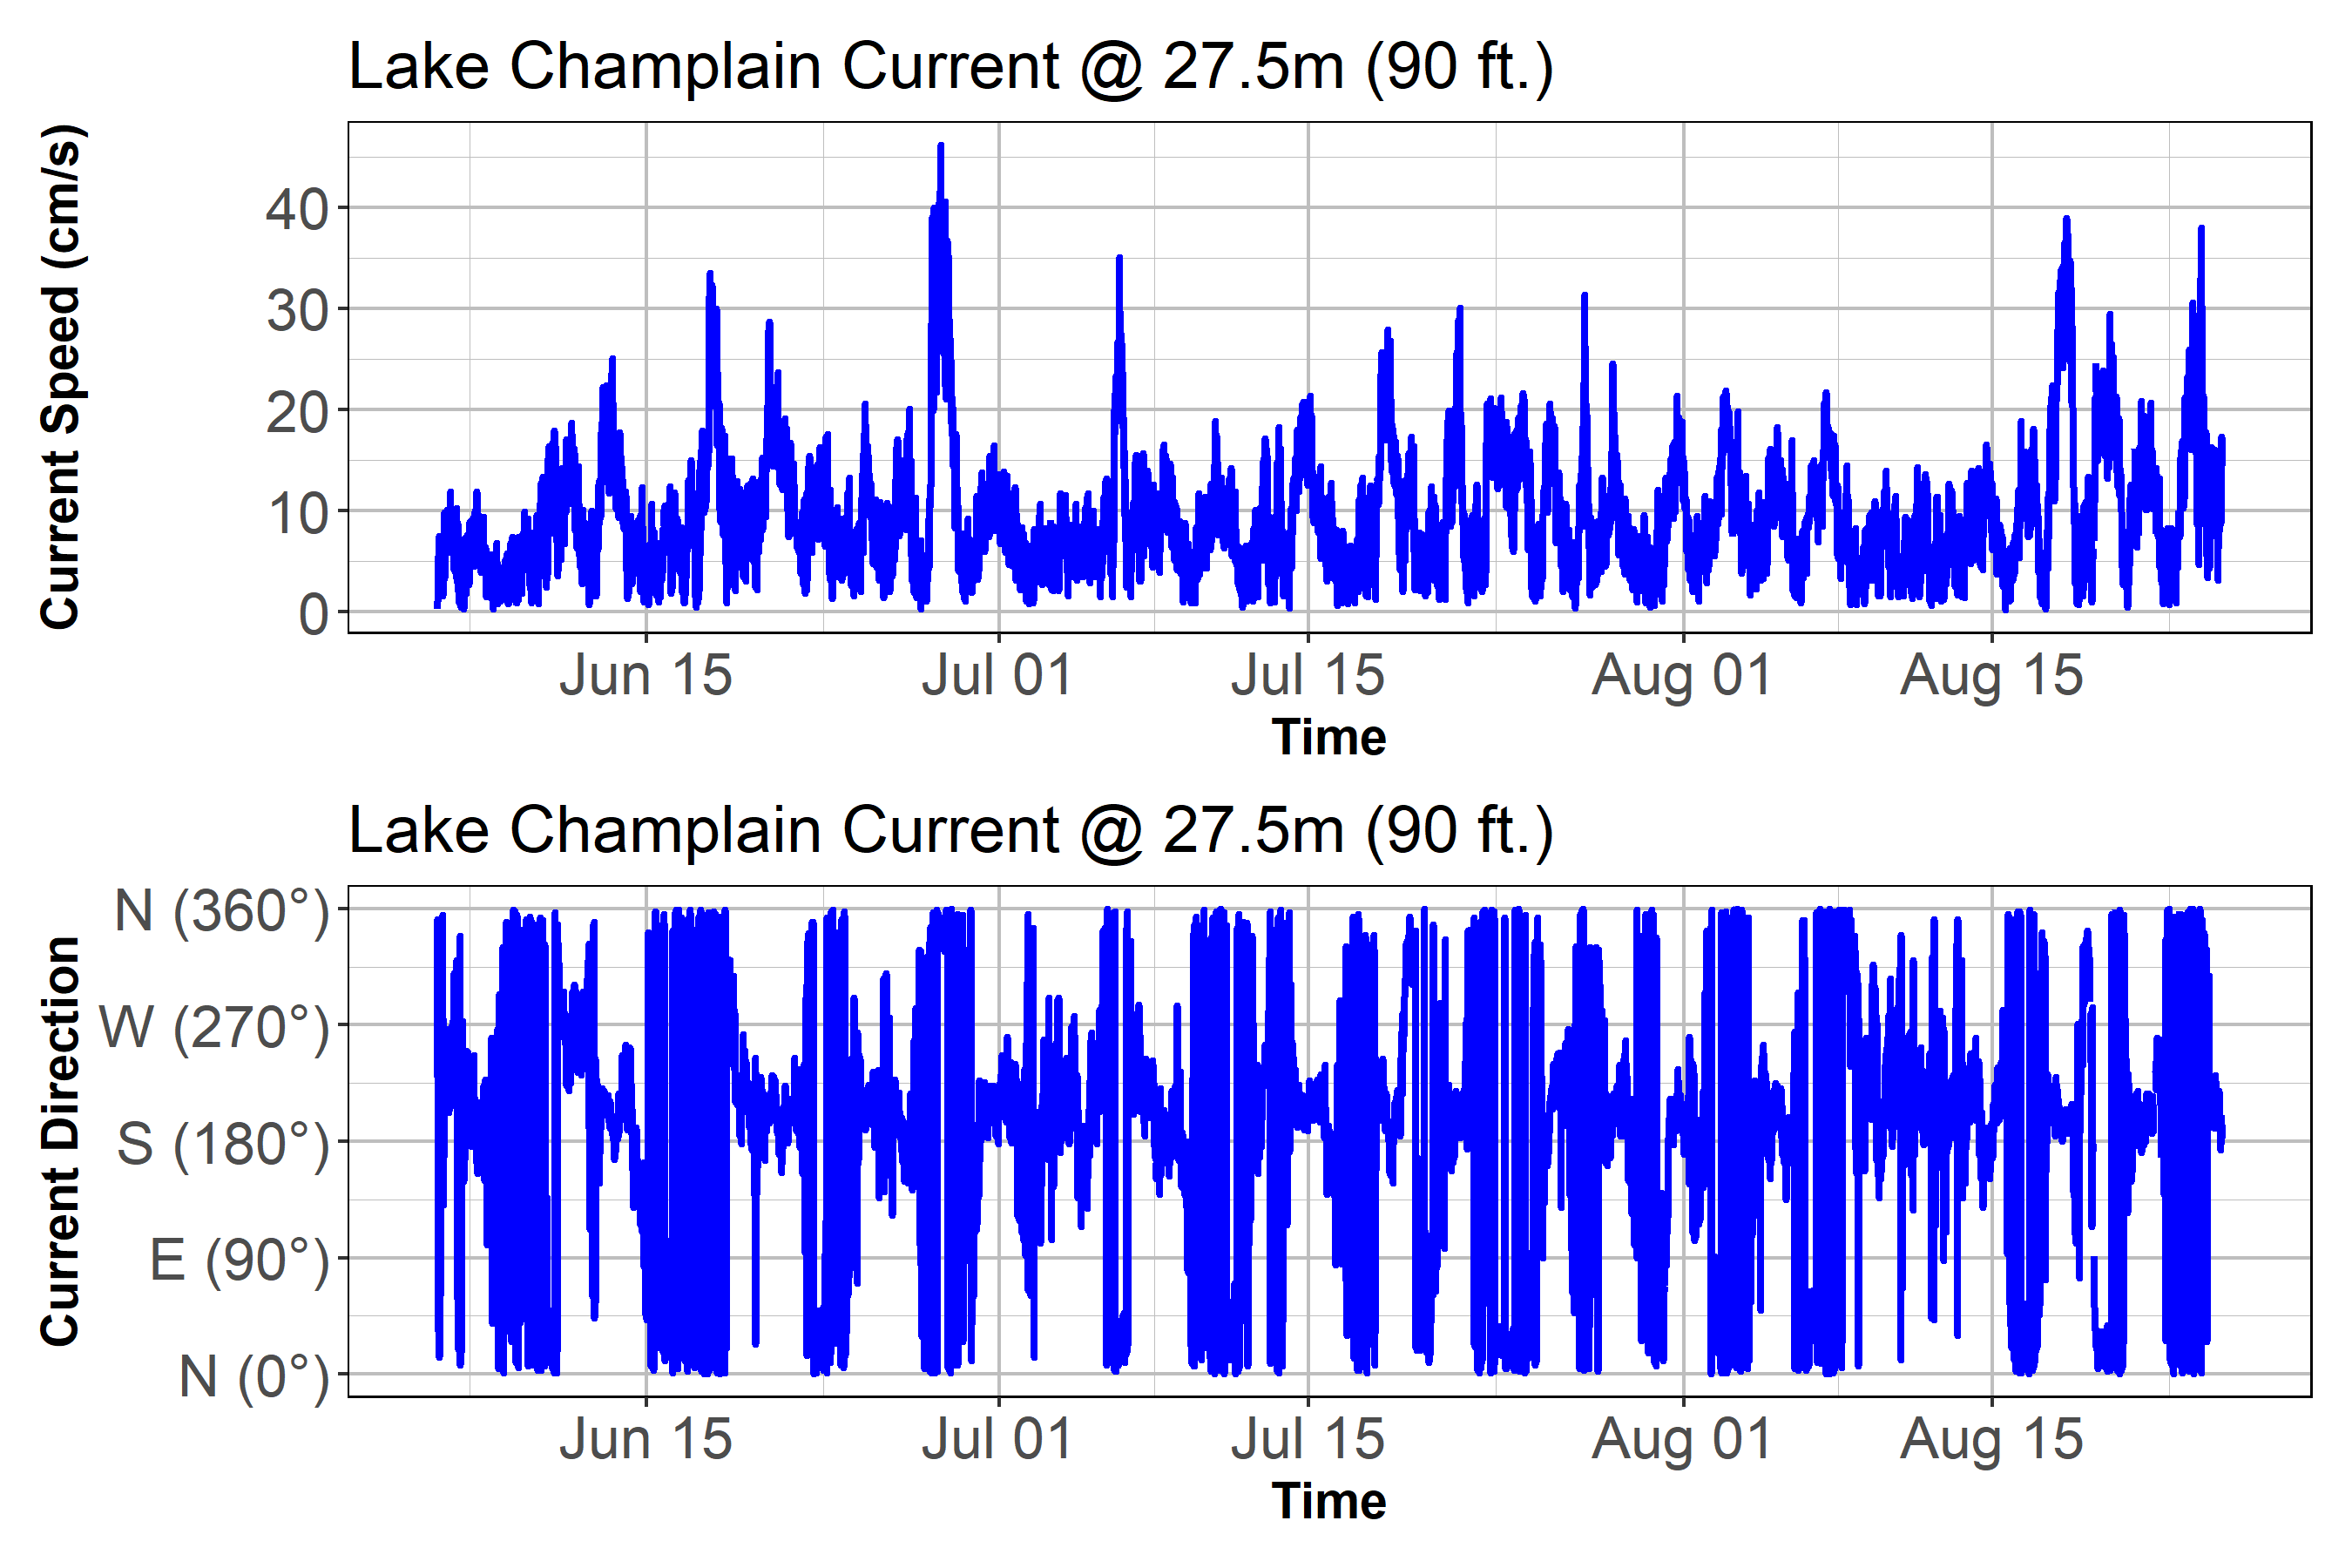 Lake Champlain Current @ 27.5m (90 ft.)
Current Speed (cm/s)
40
30
20
10
0
Jun 15 Jul 01 Jul 15 Aug 01 Aug 15
Time
Lake Champlain Current @ 27.5m (90 ft.)
Current Direction
N (360°)
W (270°)
S (180°)
E (90°)
N (0°)
Jun 15 Jul 01 Jul 15 Aug 01 Aug 15
Time